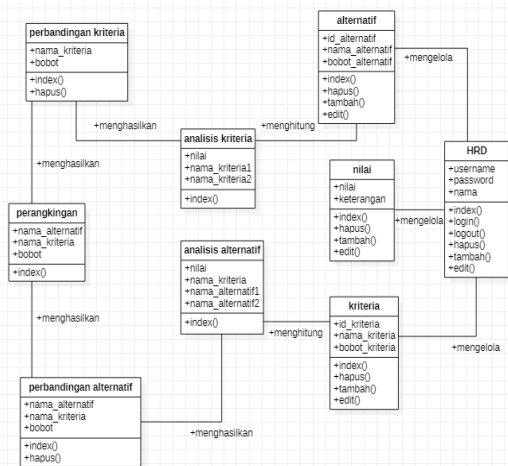 perbandingan kriteria
+nama_kriteria
+bobot
+index()
+hapus()
alternatif
+id_alternatif
+nama_alternatif
+bobot_alternatif
+index()
+hapus()
+tambah()
+edit()
+mengelola
+menghasilkan
+menghitung
analisis kriteria
+nilai
+nama_kriteria1
+nama_kriteria2
+index()
HRD
+username
+password
+nama
+index()
+login()
+logout()
+hapus()
+tambah()
+edit()
+menghasilkan
nilai
+nilai
+keterangan
+index()
+hapus()
+tambah()
+edit()
+mengelola
perangkingan
+nama_alternatif
+nama_kriteria
+bobot
+index()
analisis alternatif
+nilai
+nama_kriteria
+nama_alternatif1
+nama_alternatif2
+index()
+menghasilkan
+menghitung
kriteria
+id_kriteria
+nama_kriteria
+bobot_kriteria
+index()
+hapus()
+tambah()
+edit()
+mengelola
perbandingan alternatif
+nama_alternatif
+nama_kriteria
+bobot
+index()
+hapus()
+menghasilkan